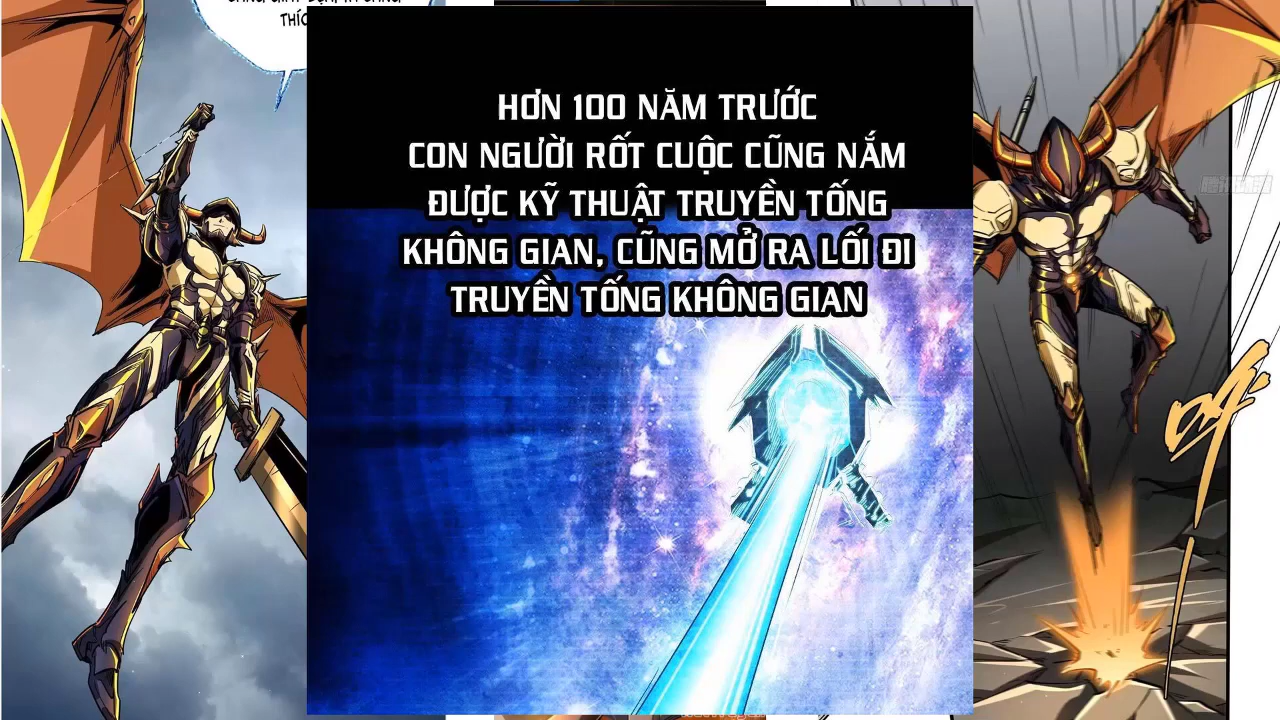 THÍC
HƠN 100 NĂM TRƯỚC
CON NGƯỜI RỐT CUỘC CŨNG NẮM
ĐƯỢC KỸ THUẬT TRUYỀN TỐNG
KHÔNG GIAN, CŨNG MỞ RA LỐI ĐI
TRUYỀN TỐNG KHÔNG GIAN